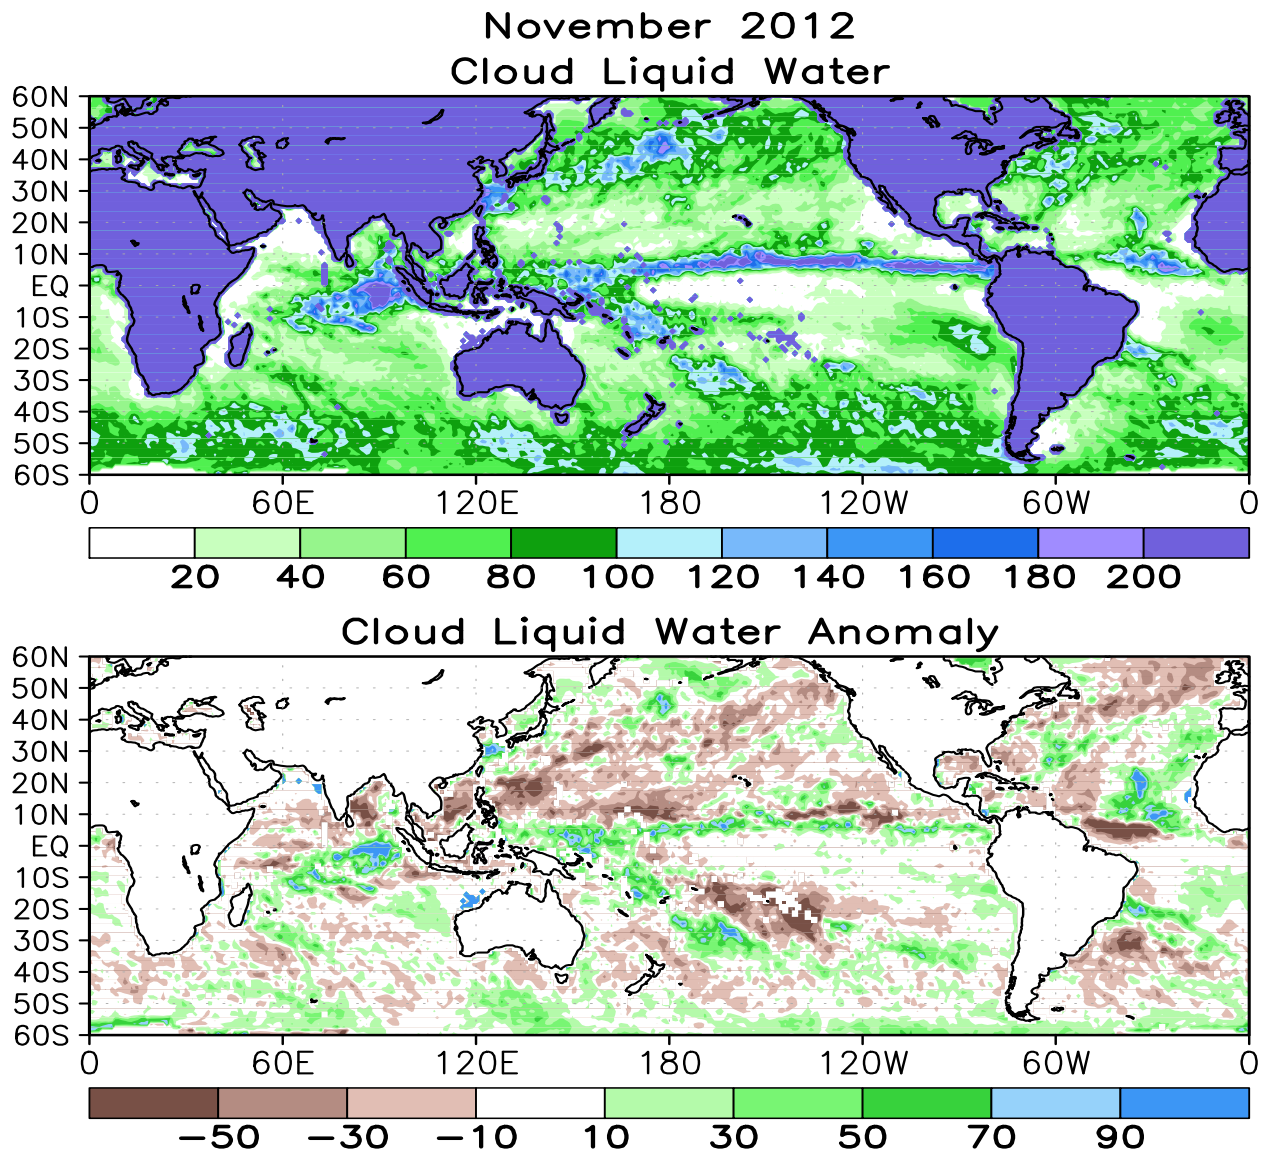 November 2012
Cloud Liquid Water
60N
50N
40N
30N
20N
10N
EQ
10S
20S
30S
40S
50S
60S
0 60E 120E 180 120W 60W 0
20 40 60 80 100 120 140 160 180 200
Cloud Liquid Water Anomaly
60N
50N
40N
30N
20N
10N
EQ
10S
20S
30S
40S
50S
60S
0 60E 120E 180 120W 60W 0
−50 −30 −10 10 30 50 70 90